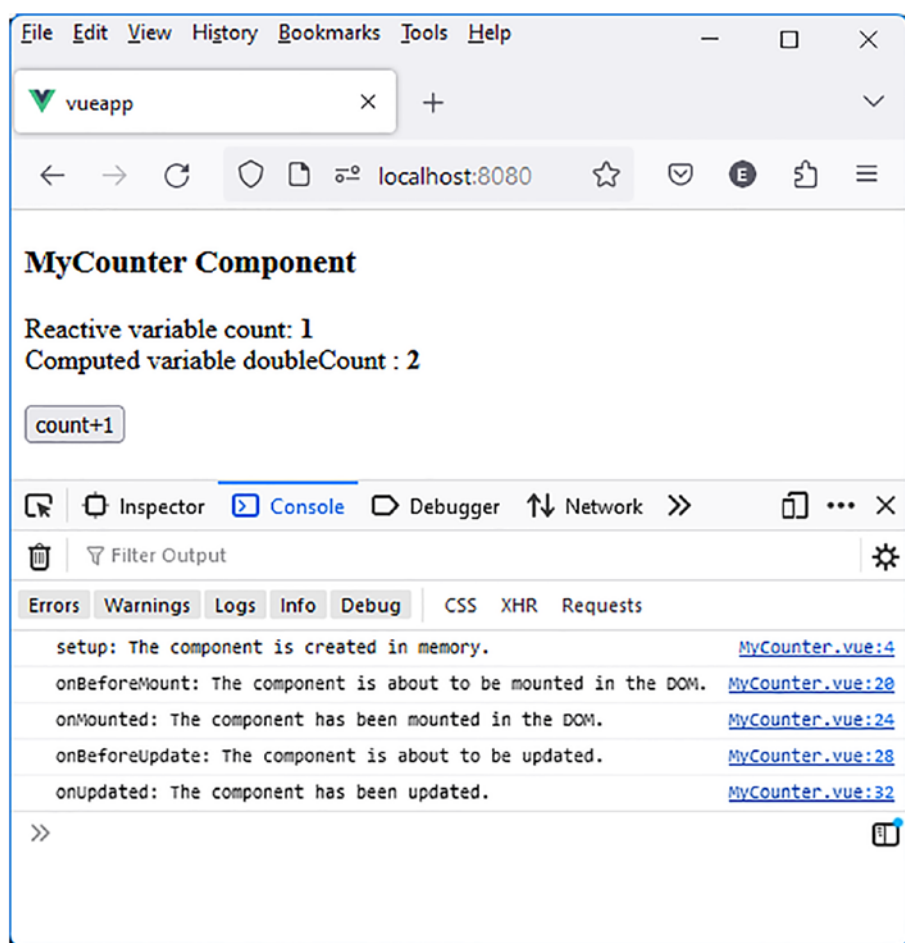 File Edit View History Bookmarks Tools Help
vueapp
localhost:8080
E
MyCounter Component
Reactive variable count: 1
Computed variable doubleCount : 2
count+1
Inspector Console Debugger Network
Filter Output
Errors Warnings Logs Info Debug CSS XHR Requests
setup: The component is created in memory. MyCounter.vue:4
onBeforeMount: The component is about to be mounted in the DOM. MyCounter.vue:20
onMounted: The component has been mounted in the DOM. MyCounter.vue:24
onBeforeUpdate: The component is about to be updated. MyCounter.vue:28
onUpdated: The component has been updated. MyCounter.vue:32